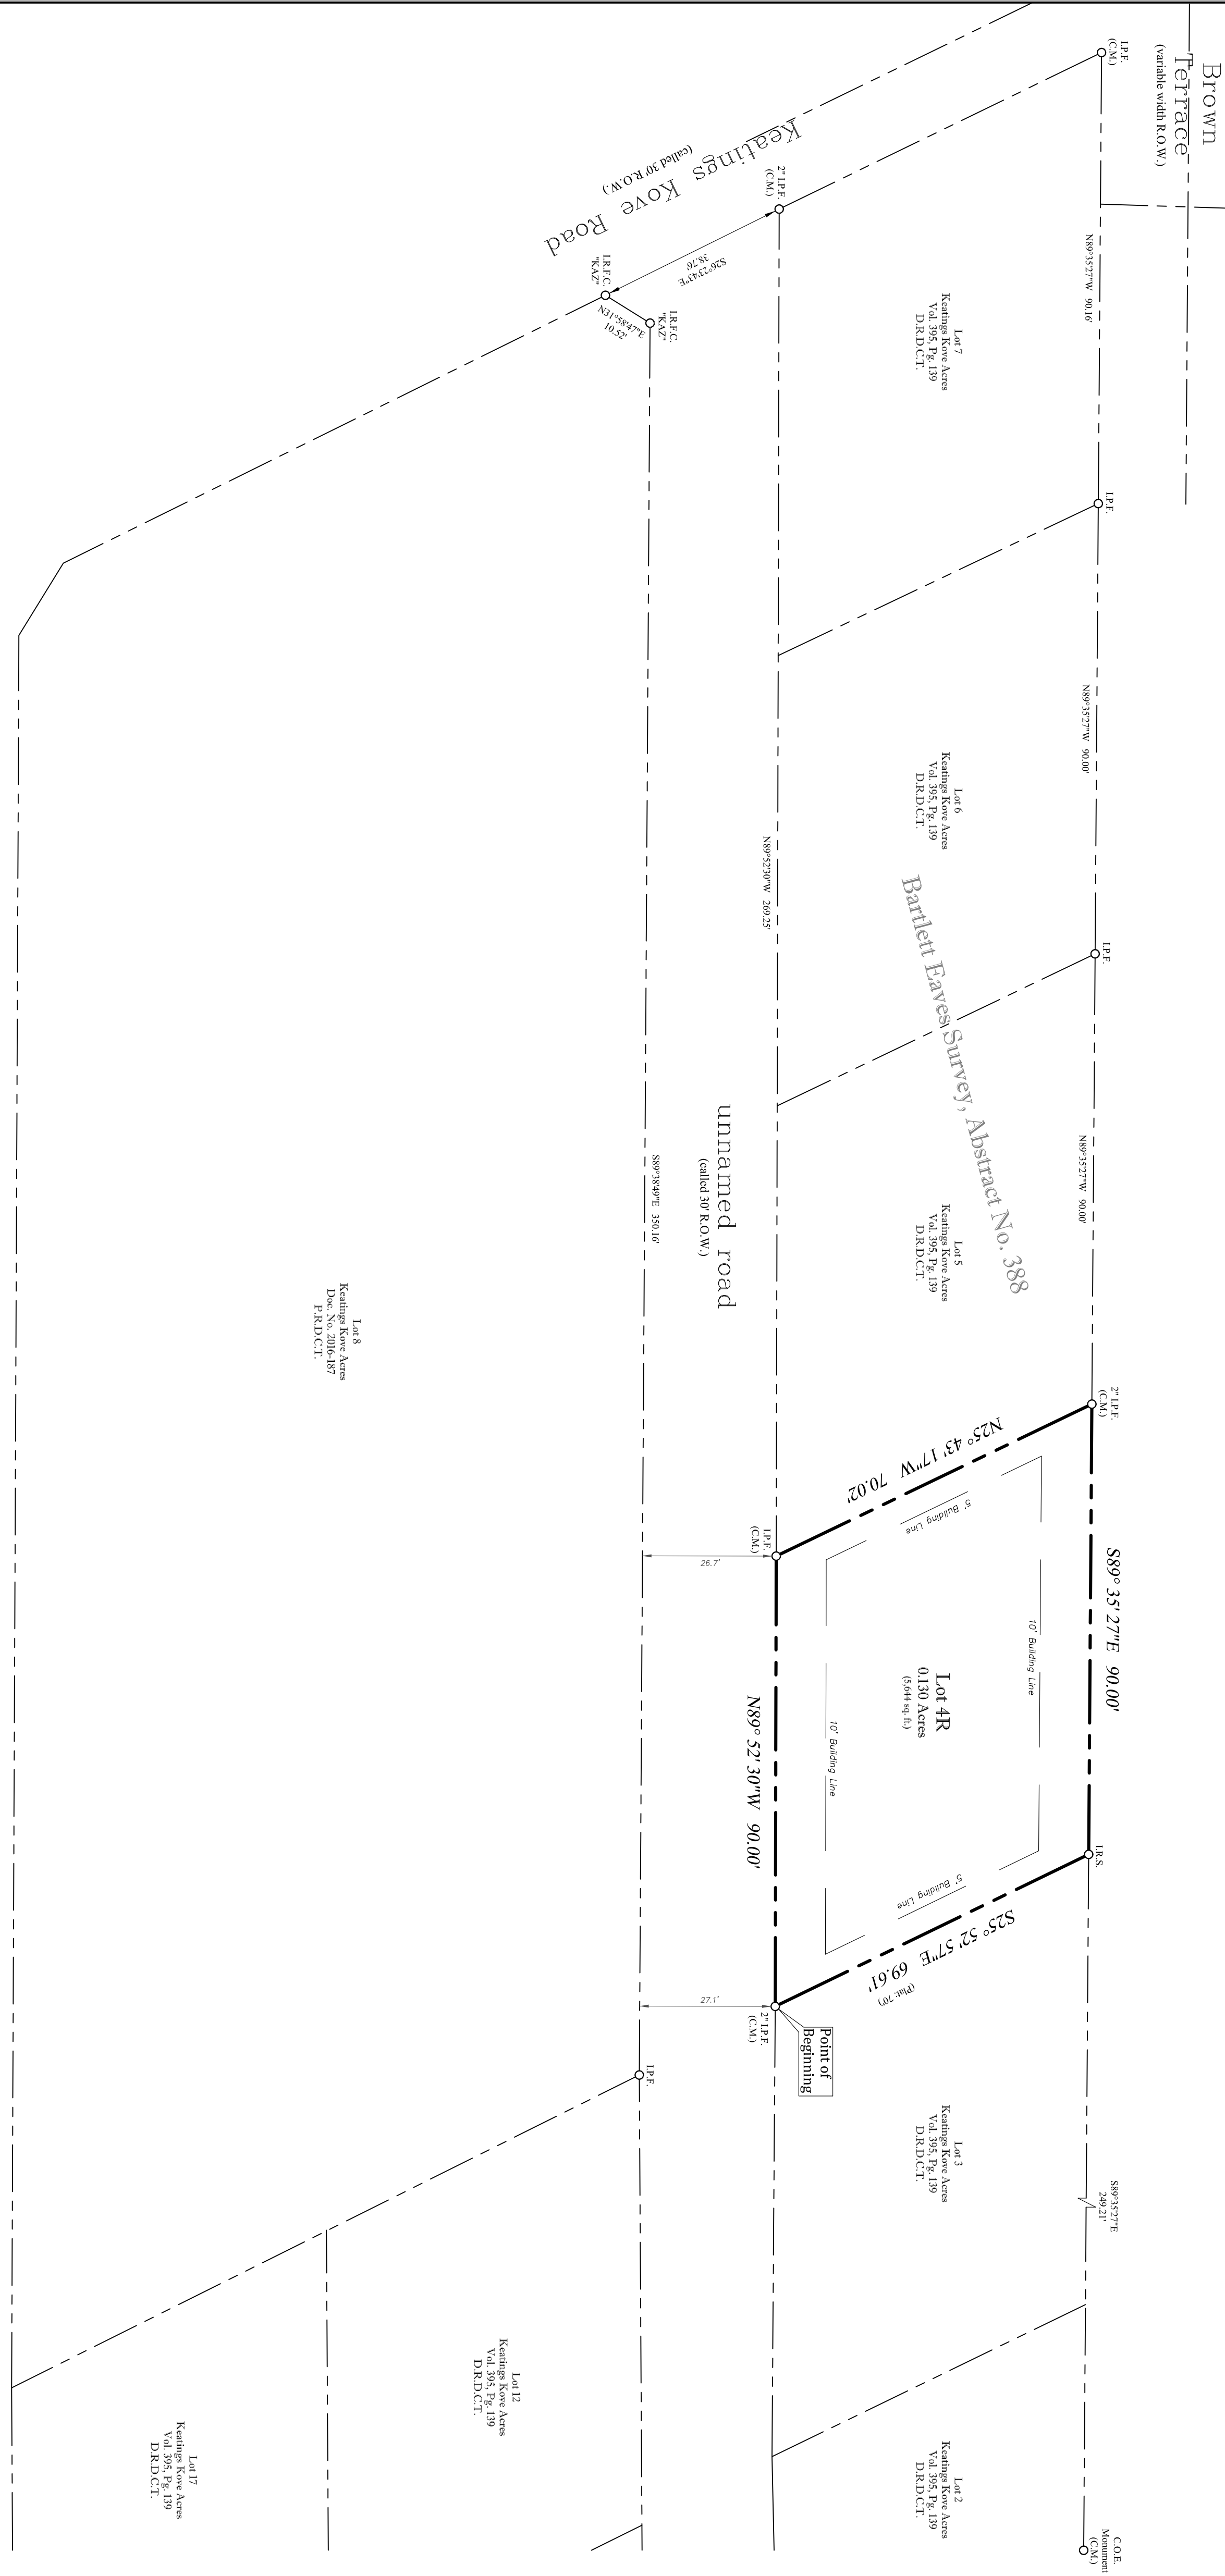 Brown
Terrace
(variable width R.O.W.)
I.P.F.
(C.M.)
N89°35'27"W 90.16'
I.P.F.
N89°35'27"W 90.00'
I.P.F.
N89°35'27"W 90.00'
2" I.P.F.
(C.M.)
S89° 35' 27"E 90.00'
I.R.S.
S89°35'27"E
249.21'
C.O.E.
Monument
(C.M.)
Keatings Kove Road
(called 30' R.O.W.)
2" I.P.F.
(C.M.)
S26°23'43"E
38.76'
I.R.F.C.
"KAZ"
N31°58'47"E
10.52'
I.R.F.C.
"KAZ"
Lot 7
Keatings Kove Acres
Vol. 395, Pg. 139
D.R.D.C.T.
Lot 6
Keatings Kove Acres
Vol. 395, Pg. 139
D.R.D.C.T.
Bartlett Eaves Survey, Abstract No. 388
Lot 5
Keatings Kove Acres
Vol. 395, Pg. 139
D.R.D.C.T.
N25° 43' 17"W 70.02'
5' Building Line
10' Building Line
Lot 4R
0.130 Acres
(5,644 sq. ft.)
10' Building Line
5' Building Line
S25° 52' 57"E 69.61'
(Plat: 70')
Point of
Beginning
Lot 3
Keatings Kove Acres
Vol. 395, Pg. 139
D.R.D.C.T.
Lot 2
Keatings Kove Acres
Vol. 395, Pg. 139
D.R.D.C.T.
N89°52'30"W 269.25'
I.P.F.
(C.M.)
N89° 52' 30"W 90.00'
2" I.P.F.
(C.M.)
unnamed road
(called 30' R.O.W.)
26.7'
27.1'
S89°38'49"E 350.16'
I.P.F.
Lot 8
Keatings Kove Acres
Doc. No. 2016-187
P.R.D.C.T.
Lot 12
Keatings Kove Acres
Vol. 395, Pg. 139
D.R.D.C.T.
Lot 17
Keatings Kove Acres
Vol. 395, Pg. 139
D.R.D.C.T.